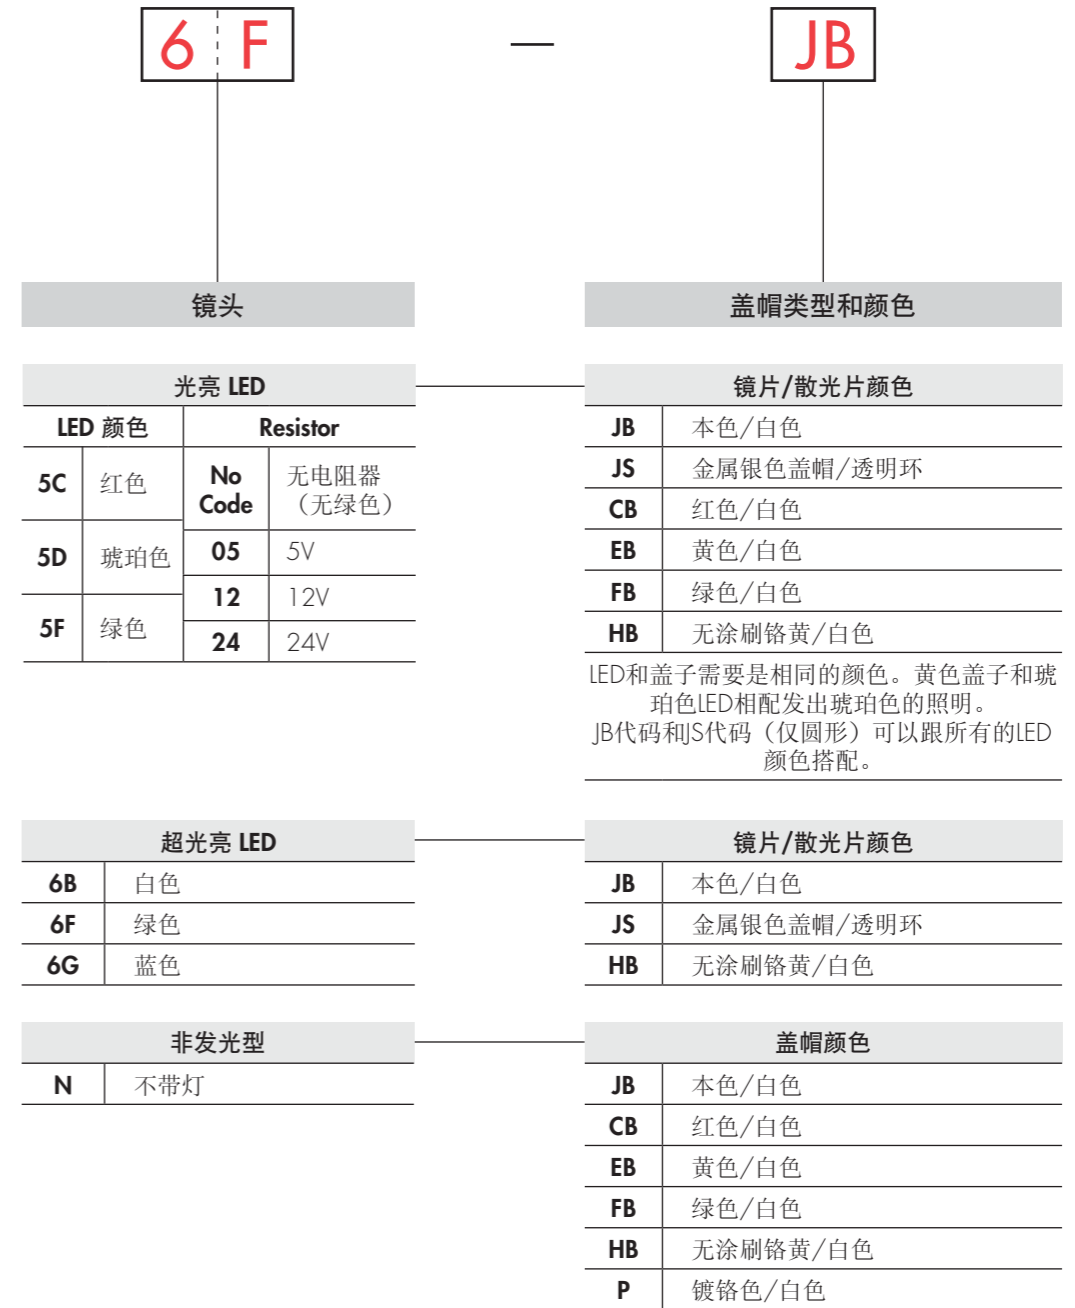 6 F — JB
镜头
盖帽类型和颜色
光亮 LED
LED 颜色 Resistor
5C 红色
5D 琥珀色
5F 绿色
No Code 无电阻器
（无绿色）
05 5V
12 12V
24 24V
镜片/散光片颜色
JB 本色/白色
JS 金属银色盖帽/透明环
CB 红色/白色
EB 黄色/白色
FB 绿色/白色
HB 无涂刷铬黄/白色
LED和盖子需要是相同的颜色。黄色盖子和琥
珀色LED相配发出琥珀色的照明。
JB代码和JS代码（仅圆形）可以跟所有的LED
颜色搭配。
超光亮 LED
6B 白色
6F 绿色
6G 蓝色
镜片/散光片颜色
JB 本色/白色
JS 金属银色盖帽/透明环
HB 无涂刷铬黄/白色
非发光型
N 不带灯
盖帽颜色
JB 本色/白色
CB 红色/白色
EB 黄色/白色
FB 绿色/白色
HB 无涂刷铬黄/白色
P 镀铬色/白色